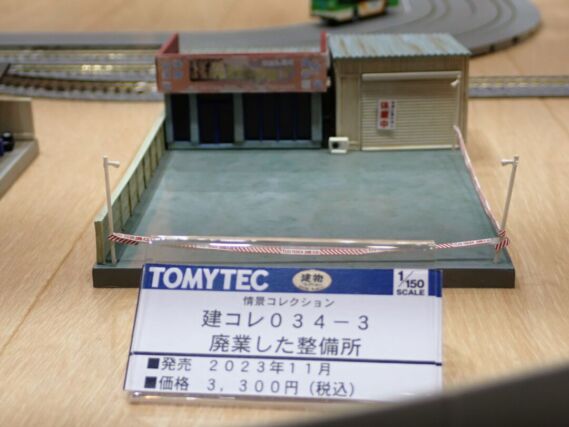 休業中
TOMYTEC
建物
1/150
SCALE
情景コレクション
建コレ034-3
廃業した整備所
■発売 2023年11月
■価格 3,300円(税込)